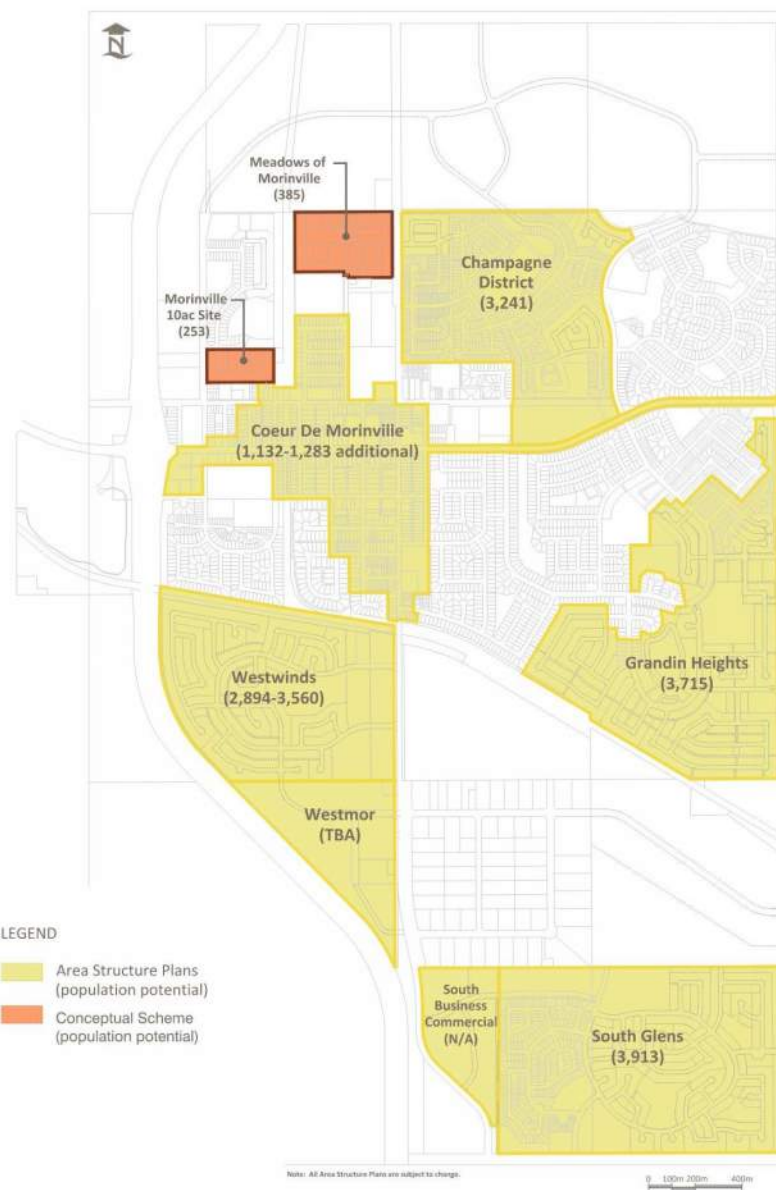 N
Meadows of
Morinville
(385)
Champagne
District
(3,241)
Morinville
10ac Site
(253)
Coeur De Morinville
(1,132-1,283 additional)
Westwinds
(2,894-3,560)
Grandin Heights
(3,715)
Westmor
(TBA)
LEGEND
Area Structure Plans
(population potential)
Conceptual Scheme
(population potential)
South
Business
Commercial
(N/A)
South Glens
(3,913)
Note: All Area Structure Plans are subject to change.
0 100m 200m 400m